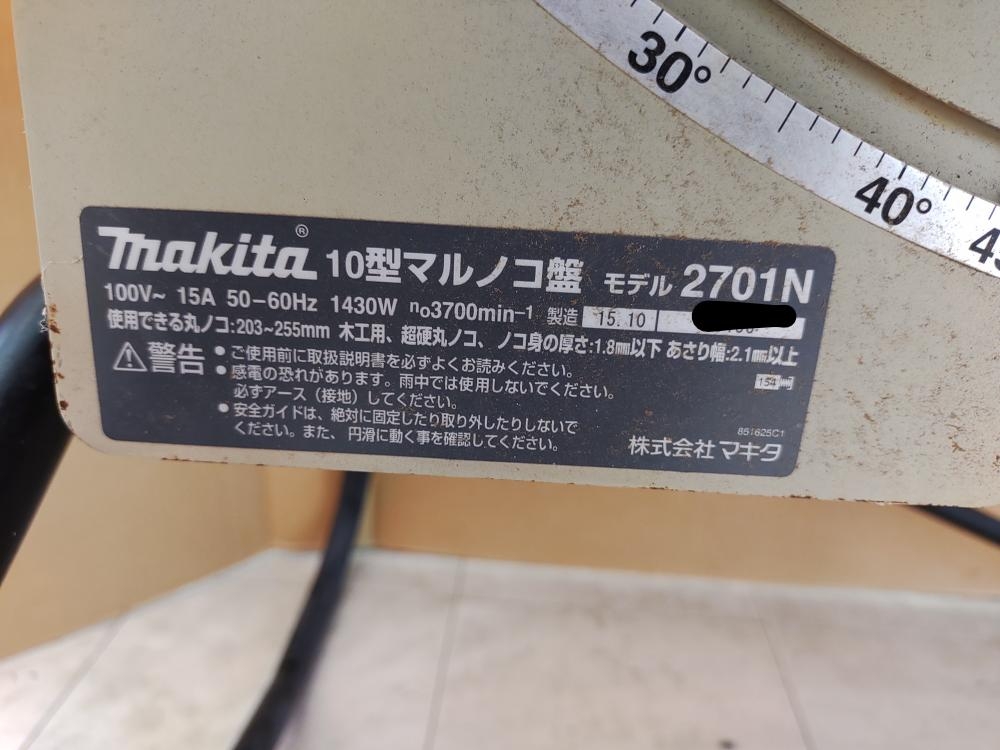 30°
40°
makita® 10型マルノコ盤 モデル 2701N
100V~ 15A 50-60Hz 1430W n₀3700min⁻¹ 製造 15.10
使用できる丸ノコ:203~255mm 木工用、超硬丸ノコ、ノコ身の厚さ:1.8㎜以下 あさり幅:2.1㎜以上
⚠警告 ●ご使用前に取扱説明書を必ずよくお読みください。
●感電の恐れがあります。雨中では使用しないでください。
必ずアース（接地）してください。
●安全ガイドは、絶対に固定したり取り外したりしないで
ください。また、円滑に動く事を確認してください。
154
851625C1
株式会社マキタ